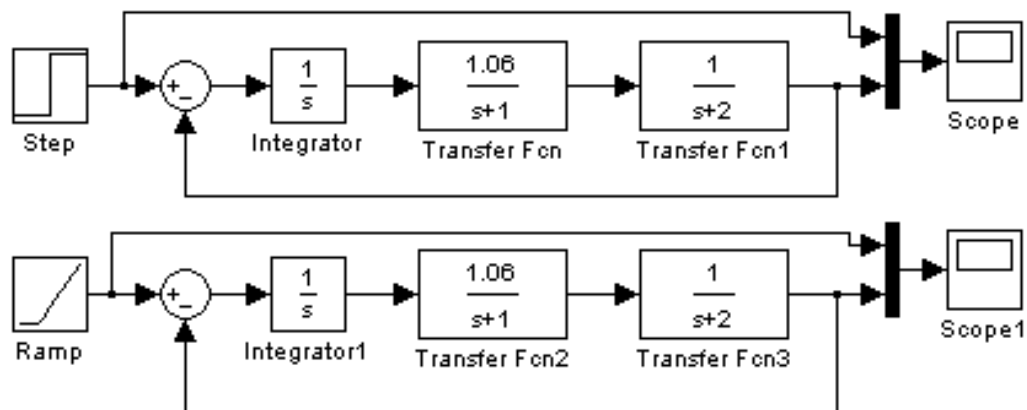 +
−
1
s
1.06
s+1
1
s+2
Step
Integrator
Transfer Fcn
Transfer Fcn1
Scope
+
−
1
s
1.06
s+1
1
s+2
Ramp
Integrator1
Transfer Fcn2
Transfer Fcn3
Scope1